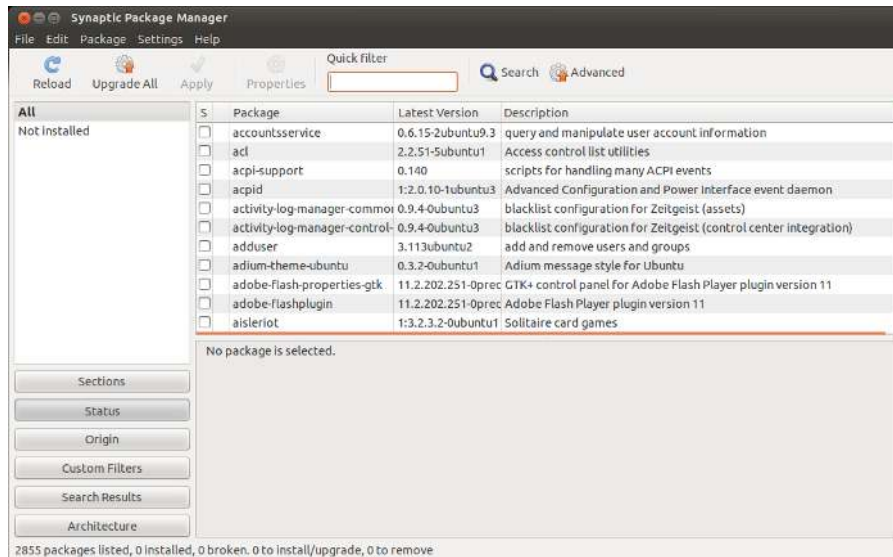 Synaptic Package Manager
File Edit Package Settings Help
Reload Upgrade All Apply Properties Quick filter Search Advanced
All
Not installed
S Package Latest Version Description
accountsservice 0.6.15-2ubuntu9.3 query and manipulate user account information
acl 2.2.51-5ubuntu1 Access control list utilities
acpi-support 0.140 scripts for handling many ACPI events
acpid 1:2.0.10-1ubuntu3 Advanced Configuration and Power Interface event daemon
activity-log-manager-common 0.9.4-0ubuntu3 blacklist configuration for Zeitgeist (assets)
activity-log-manager-control- 0.9.4-0ubuntu3 blacklist configuration for Zeitgeist (control center integration)
adduser 3.113ubuntu2 add and remove users and groups
adium-theme-ubuntu 0.3.2-0ubuntu1 Adium message style for Ubuntu
adobe-flash-properties-gtk 11.2.202.251-0prec GTK+ control panel for Adobe Flash Player plugin version 11
adobe-flashplugin 11.2.202.251-0prec Adobe Flash Player plugin version 11
aisleriot 1:3.2.3.2-0ubuntu1 Solitaire card games
No package is selected.
Sections
Status
Origin
Custom Filters
Search Results
Architecture
2855 packages listed, 0 installed, 0 broken. 0 to install/upgrade, 0 to remove